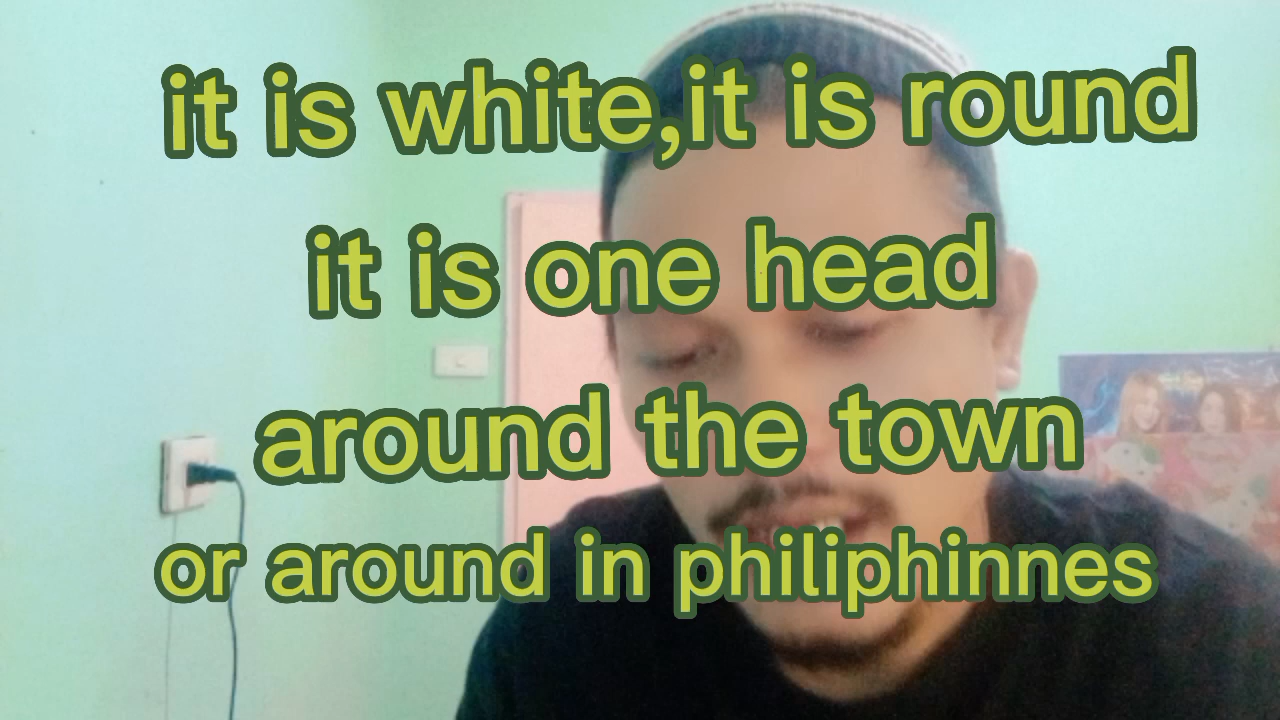 it is white,it is round
it is one head
around the town
or around in philiphinnes